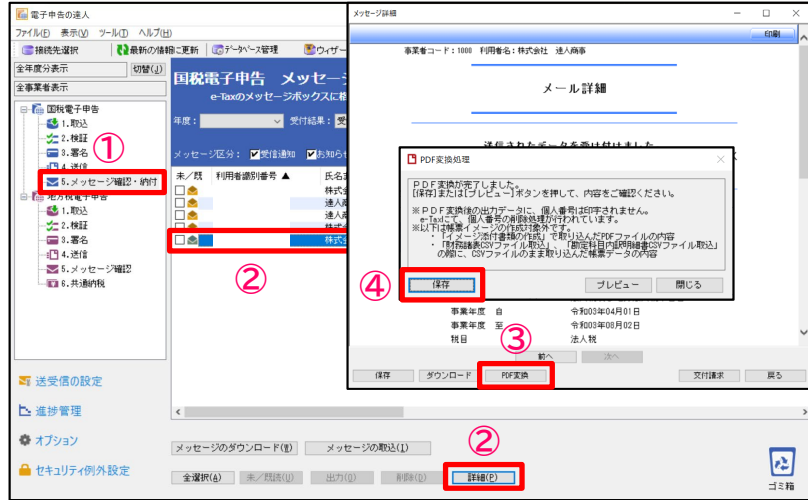 電子申告の達人
ファイル(F) 表示(V) ツール(T) ヘルプ(H)
接続先選択 最新の情報に更新 データベース管理 ウィザー
全年度分表示 切替(J)
全事業者表示
国税電子申告
1.取込
2.検証
3.署名
4.送信
5.メッセージ確認・納付
地方税電子申告
1.取込
2.検証
3.署名
4.送信
5.メッセージ確認
6.共通納税
①
送受信の設定
進捗管理
オプション
セキュリティ例外設定
国税電子申告 メッセー
e-Taxのメッセージボックスに格
年度: 受付結果: 受
メッセージ区分: 受信通知 お知らせ
未/既 利用者識別番号 ▲ 氏名
株式会
達人
達人
株式会
株式会
②
メッセージのダウンロード(W) メッセージの取込(I)
②
全選択(A) 未/既読(U) 出力(O) 削除(D) 詳細(P)
ゴミ箱
メッセージ詳細
印刷
事業者コード:1000 利用者名:株式会社 達人商事
メール詳細
送信されたデータを受け付けました
PDF変換処理
PDF変換が完了しました。
[保存]または[プレビュー]ボタンを押して、内容をご確認ください。
※PDF変換後の出力データに、個人番号は印字されません。
e-Taxにて、個人番号の削除処理が行われています。
※以下は帳票イメージの作成対象外です。
・「イメージ添付書類の作成」で取り込んだPDFファイルの内容
・「財務諸表CSVファイル取込」、「勘定科目内訳明細書CSVファイル取込」
の際に、CSVファイルのまま取り込んだ帳票データの内容
④
保存 プレビュー 閉じる
事業年度 自 令和03年04月01日
事業年度 至 令和03年08月02日
税目 法人税
③
前へ 次へ
保存 ダウンロード PDF変換 交付請求 戻る